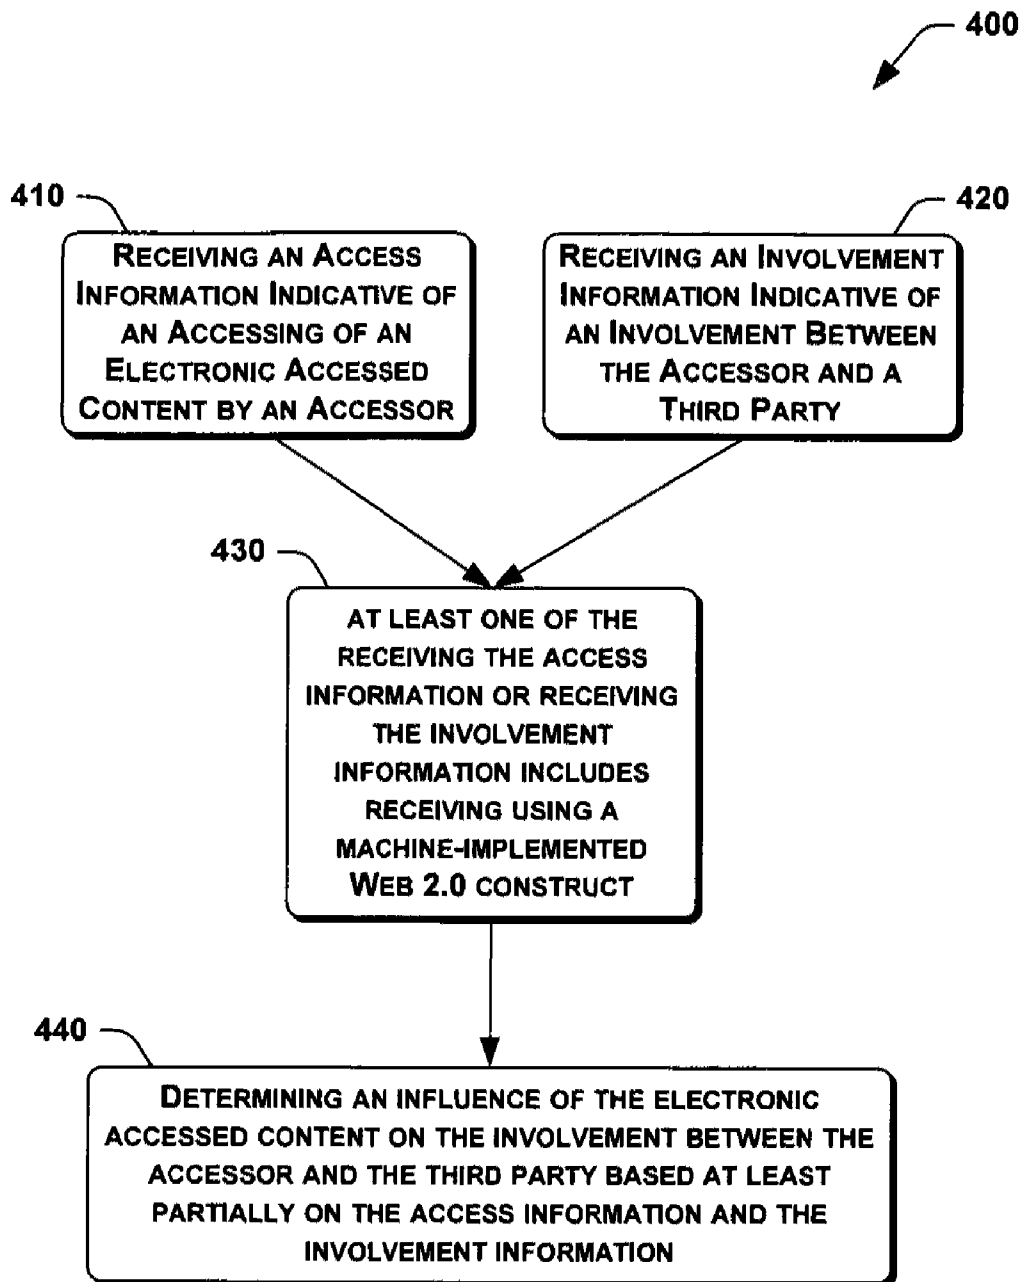 400
410
RECEIVING AN ACCESS
INFORMATION INDICATIVE OF
AN ACCESSING OF AN
ELECTRONIC ACCESSED
CONTENT BY AN ACCESSOR
420
RECEIVING AN INVOLVEMENT
INFORMATION INDICATIVE OF
AN INVOLVEMENT BETWEEN
THE ACCESSOR AND A
THIRD PARTY
430
AT LEAST ONE OF THE
RECEIVING THE ACCESS
INFORMATION OR RECEIVING
THE INVOLVEMENT
INFORMATION INCLUDES
RECEIVING USING A
MACHINE-IMPLEMENTED
WEB 2.0 CONSTRUCT
440
DETERMINING AN INFLUENCE OF THE ELECTRONIC
ACCESSED CONTENT ON THE INVOLVEMENT BETWEEN THE
ACCESSOR AND THE THIRD PARTY BASED AT LEAST
PARTIALLY ON THE ACCESS INFORMATION AND THE
INVOLVEMENT INFORMATION